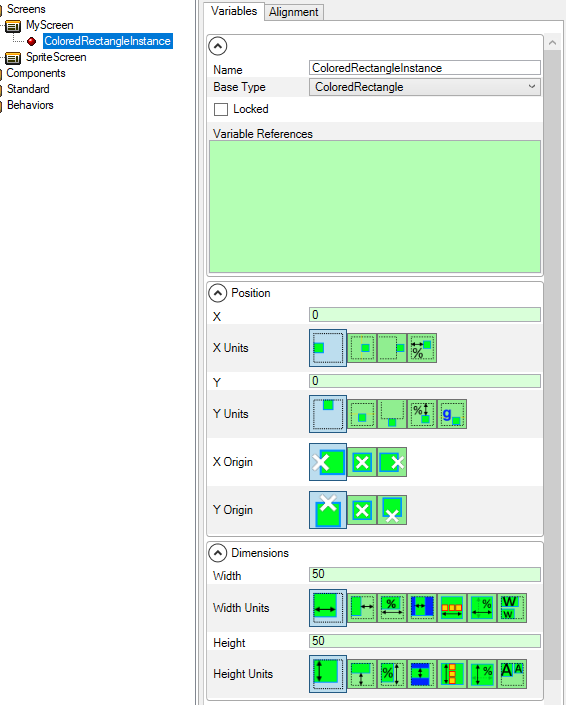 Screens
MyScreen
ColoredRectangleInstance
SpriteScreen
Components
Standard
Behaviors
Variables Alignment
Name ColoredRectangleInstance
Base Type ColoredRectangle
Locked
Variable References
Position
X 0
X Units %
Y 0
Y Units % g
X Origin
Y Origin
Dimensions
Width 50
Width Units % % W W
Height 50
Height Units % % A A